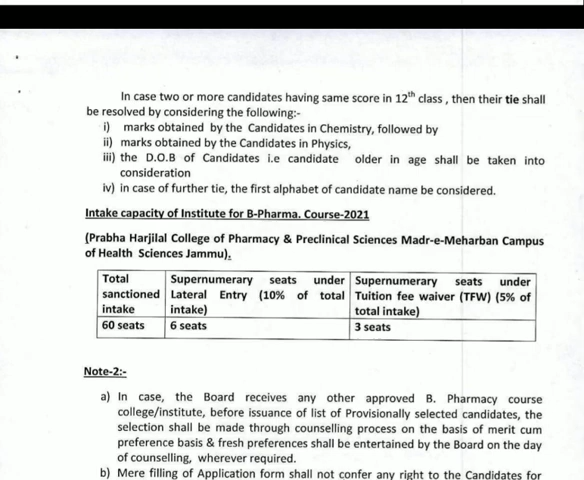 In case two or more candidates having same score in 12th class , then their tie shall
be resolved by considering the following:-
i) marks obtained by the Candidates in Chemistry, followed by
ii) marks obtained by the Candidates in Physics,
iii) the D.O.B of Candidates i.e candidate older in age shall be taken into
consideration
iv) in case of further tie, the first alphabet of candidate name be considered.
Intake capacity of Institute for B-Pharma. Course-2021
(Prabha Harjilal College of Pharmacy & Preclinical Sciences Madr-e-Meharban Campus
of Health Sciences Jammu).
Total sanctioned intake
Supernumerary seats under Lateral Entry (10% of total intake)
Supernumerary seats under Tuition fee waiver (TFW) (5% of total intake)
60 seats
6 seats
3 seats
Note-2:-
a) In case, the Board receives any other approved B. Pharmacy course
college/institute, before issuance of list of Provisionally selected candidates, the
selection shall be made through counselling process on the basis of merit cum
preference basis & fresh preferences shall be entertained by the Board on the day
of counselling, wherever required.
b) Mere filling of Application form shall not confer any right to the Candidates for